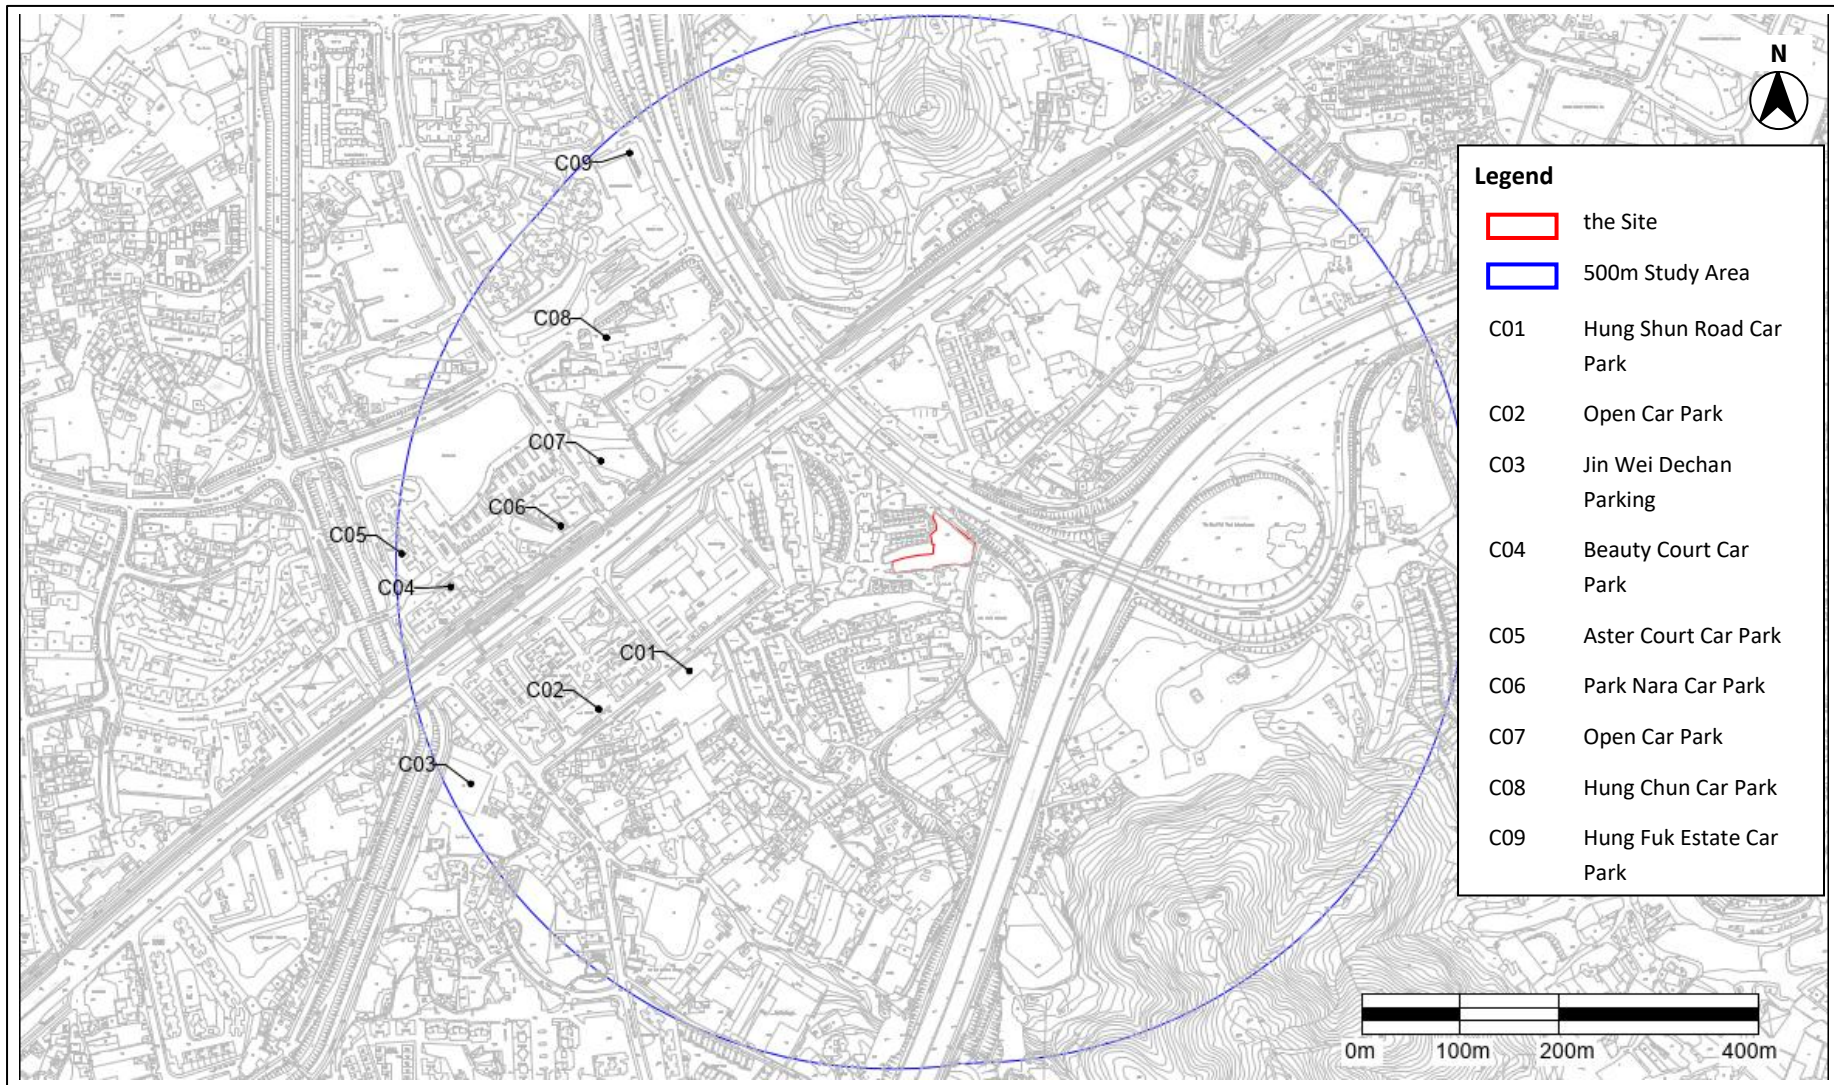 N
C09
C08
C07
C06
C05
C04
C01
C02
C03
Legend
the Site
500m Study Area
C01 Hung Shun Road Car
Park
C02 Open Car Park
C03 Jin Wei Dechan
Parking
C04 Beauty Court Car
Park
C05 Aster Court Car Park
C06 Park Nara Car Park
C07 Open Car Park
C08 Hung Chun Car Park
C09 Hung Fuk Estate Car
Park
0m 100m 200m 400m